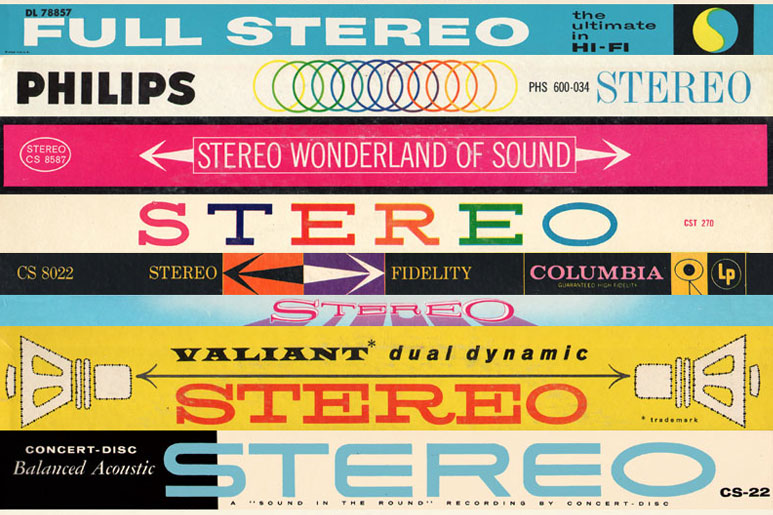 DL 78857
FULL STEREO
the
ultimate
in
HI-FI
PHILIPS
PHS 600-034 STEREO
STEREO
CS 8587
STEREO WONDERLAND OF SOUND
STEREO
CST 270
CS 8022 STEREO FIDELITY COLUMBIA Lp
GUARANTEED HIGH FIDELITY
STEREO
VALIANT* dual dynamic
STEREO
* trademark
CONCERT-DISC
Balanced Acoustic
STEREO
CS-22
A "SOUND IN THE ROUND" RECORDING BY CONCERT-DISC